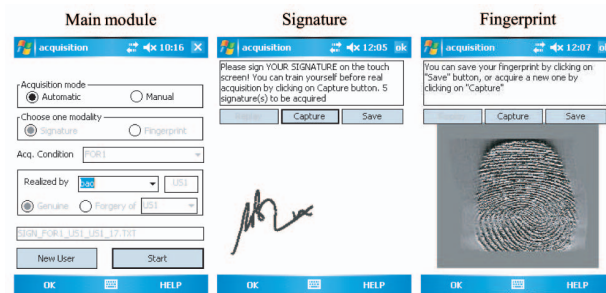 Main module
Signature
Fingerprint
acquisition
10:16
Acquisition mode
Automatic
Manual
Choose one modality
Signature
Fingerprint
Acq. Condition
FOR1
Realized by
US1
Genuine
Forgery of
US1
SIGN_FOR1_US1_US1_17.TXT
New User
Start
OK
HELP
acquisition
12:05
ok
Please sign YOUR SIGNATURE on the touch
screen! You can train yourself before real
acquisition by clicking on Capture button. 5
signature(s) to be acquired
Capture
Save
OK
HELP
acquisition
12:07
You can save your fingerprint by clicking on
"Save" button, or acquire a new one by
clicking on "Capture"
Capture
Save
OK
HELP